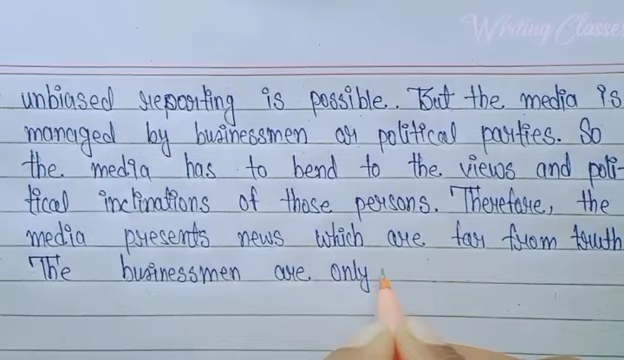 Writing Classes
unbiased reporting is possible. But the media is
managed by businessmen or political parties. So
the media has to bend to the views and poli-
tical inclinations of those persons. Therefore, the
media presents news which are far from truth
The businessmen are only